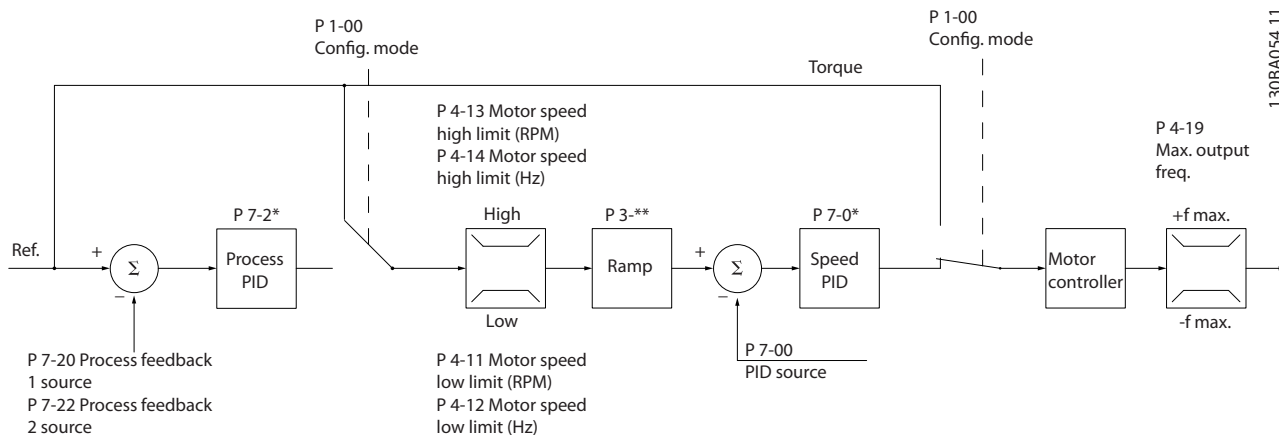 P 1-00
Config. mode
P 1-00
Config. mode
130BA054.11
Torque
P 4-13 Motor speed
high limit (RPM)
P 4-14 Motor speed
high limit (Hz)
P 4-19
Max. output
freq.
P 7-2*
High
P 3-**
P 7-0*
+f max.
Ref.
+
Σ
−
Process
PID
Ramp
+
Σ
−
Speed
PID
Motor
controller
Low
-f max.
P 7-20 Process feedback
1 source
P 7-22 Process feedback
2 source
P 4-11 Motor speed
low limit (RPM)
P 4-12 Motor speed
low limit (Hz)
P 7-00
PID source